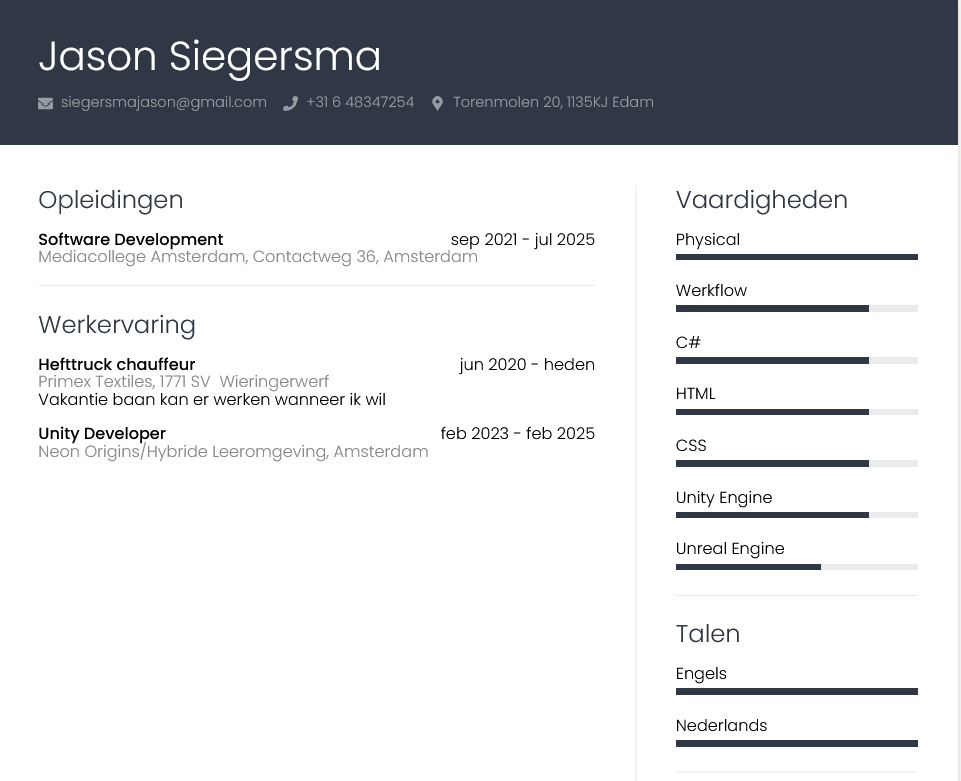 Jason Siegersma
siegersmajason@gmail.com +31 6 48347254 Torenmolen 20, 1135KJ Edam
Opleidingen
Software Development sep 2021 - jul 2025
Mediacollege Amsterdam, Contactweg 36, Amsterdam
Werkervaring
Hefttruck chauffeur jun 2020 - heden
Primex Textiles, 1771 SV  Wieringerwerf
Vakantie baan kan er werken wanneer ik wil
Unity Developer feb 2023 - feb 2025
Neon Origins/Hybride Leeromgeving, Amsterdam
Vaardigheden
Physical
Werkflow
C#
HTML
CSS
Unity Engine
Unreal Engine
Talen
Engels
Nederlands